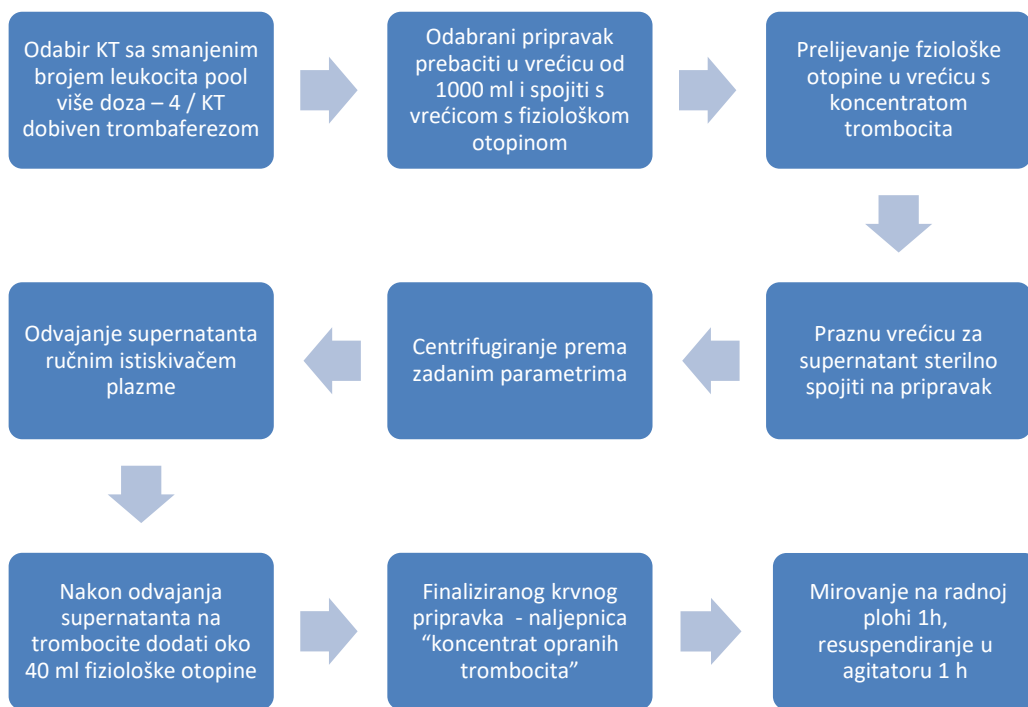 Odabir KT sa smanjenim
brojem leukocita pool
više doza – 4 / KT
dobiven trombaferezom
Odabrani pripravak
prebaciti u vrećicu od
1000 ml i spojiti s
vrećicom s fiziološkom
otopinom
Prelijevanje fziološke
otopine u vrećicu s
koncentratom
trombocita
Praznu vrećicu za
supernatant sterilno
spojiti na pripravak
Centrifugiranje prema
zadanim parametrima
Odvajanje supernatanta
ručnim istiskivačem
plazme
Nakon odvajanja
supernatanta na
trombocite dodati oko
40 ml fiziološke otopine
Finaliziranog krvnog
pripravka - naljepnica
“koncentrat opranih
trombocita”
Mirovanje na radnoj
plohi 1h,
resuspendiranje u
agitatoru 1 h